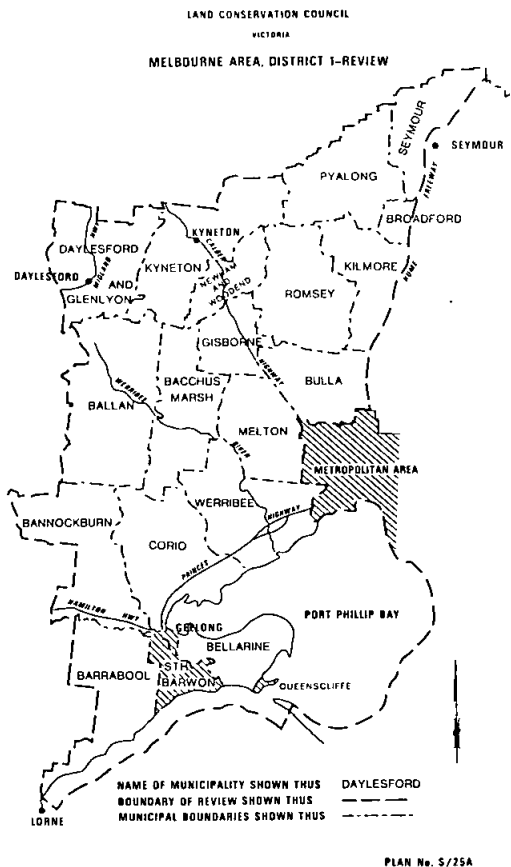 LAND CONSERVATION COUNCIL
VICTORIA
MELBOURNE AREA, DISTRICT 1–REVIEW
SEYMOUR
SEYMOUR
PYALONG
FREEWAY
BROADFORD
HWY
KYNETON
CALDER
DAYLESFORD
KYNETON
NEWHAM
AND
WOODEND
KILMORE
HUME
DAYLESFORD
MIDLAND
AND
GLENLYON
ROMSEY
GISBORNE
HIGHWAY
BULLA
BACCHUS
MARSH
WERRIBEE
BALLAN
MELTON
RIVER
METROPOLITAN AREA
WERRIBEE
BANNOCKBURN
HIGHWAY
CORIO
PRINCES
HAMILTON
HWY
PORT PHILLIP BAY
GEELONG
BELLARINE
STH
BARWON
BARRABOOL
QUEENSCLIFFE
NAME OF MUNICIPALITY SHOWN THUS DAYLESFORD
BOUNDARY OF REVIEW SHOWN THUS
MUNICIPAL BOUNDARIES SHOWN THUS
LORNE
PLAN No. S/25A